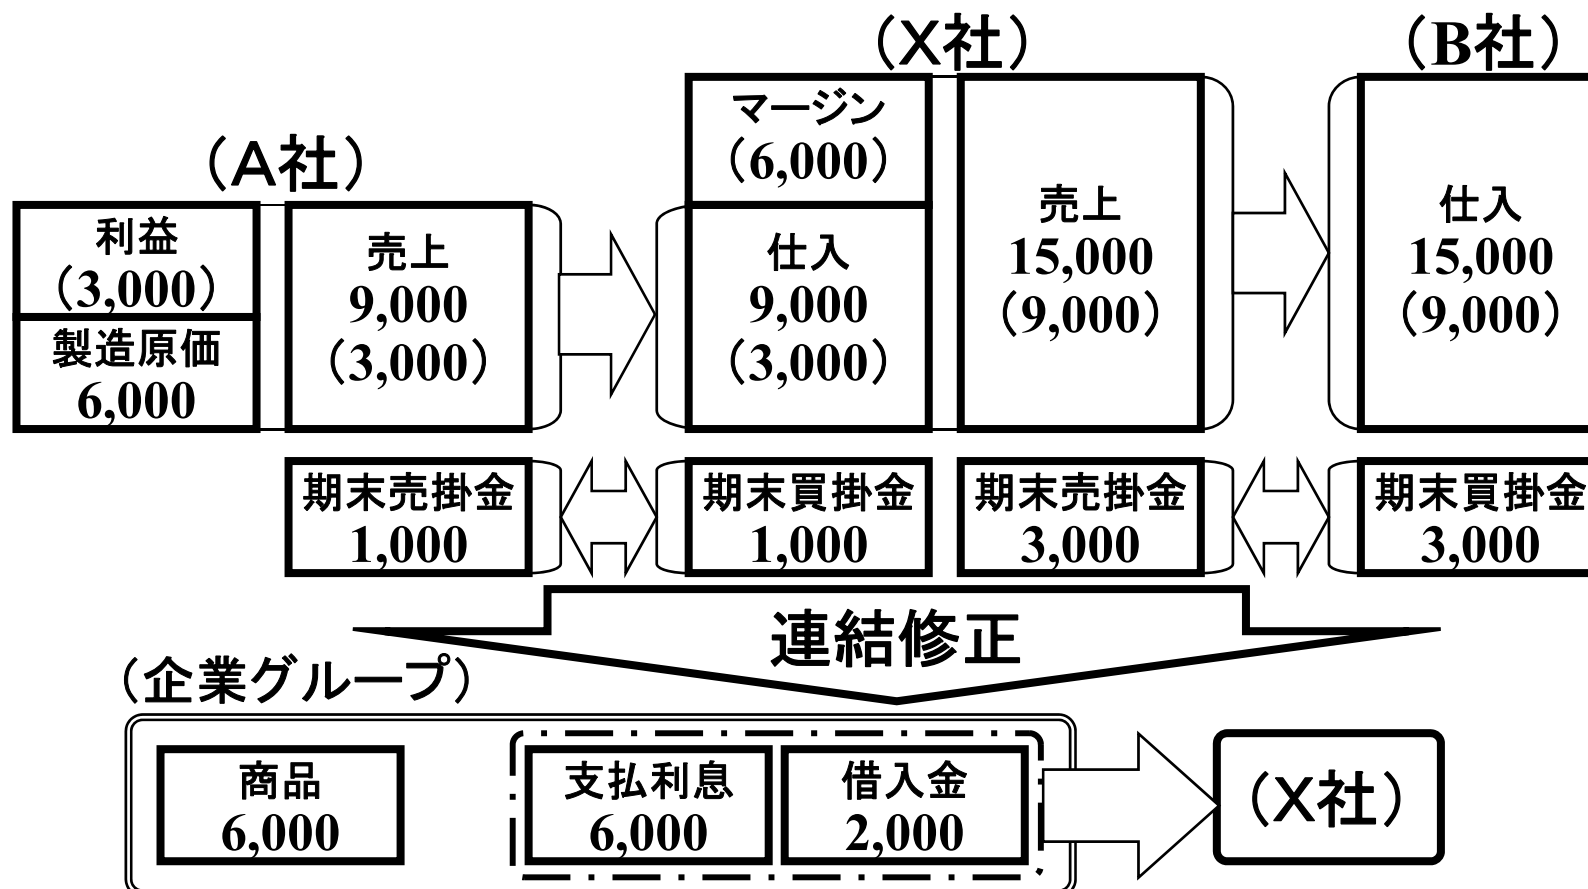 （A社）
利益
（3,000）
製造原価
6,000
売上
9,000
（3,000）
（X社）
マージン
（6,000）
仕入
9,000
（3,000）
売上
15,000
（9,000）
（B社）
仕入
15,000
（9,000）
期末売掛金
1,000
期末買掛金
1,000
期末売掛金
3,000
期末買掛金
3,000
連結修正
（企業グループ）
商品
6,000
支払利息
6,000
借入金
2,000
（X社）